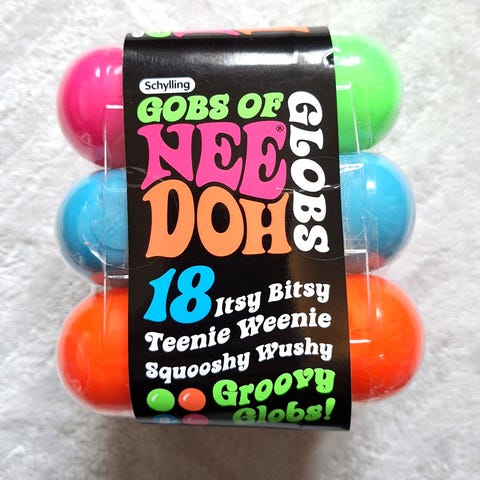 Schylling
GOBS OF
NEE®
DOH
GLOBS
18 Itsy Bitsy
Teenie Weenie
Squooshy Wushy
Groovy
Globs!